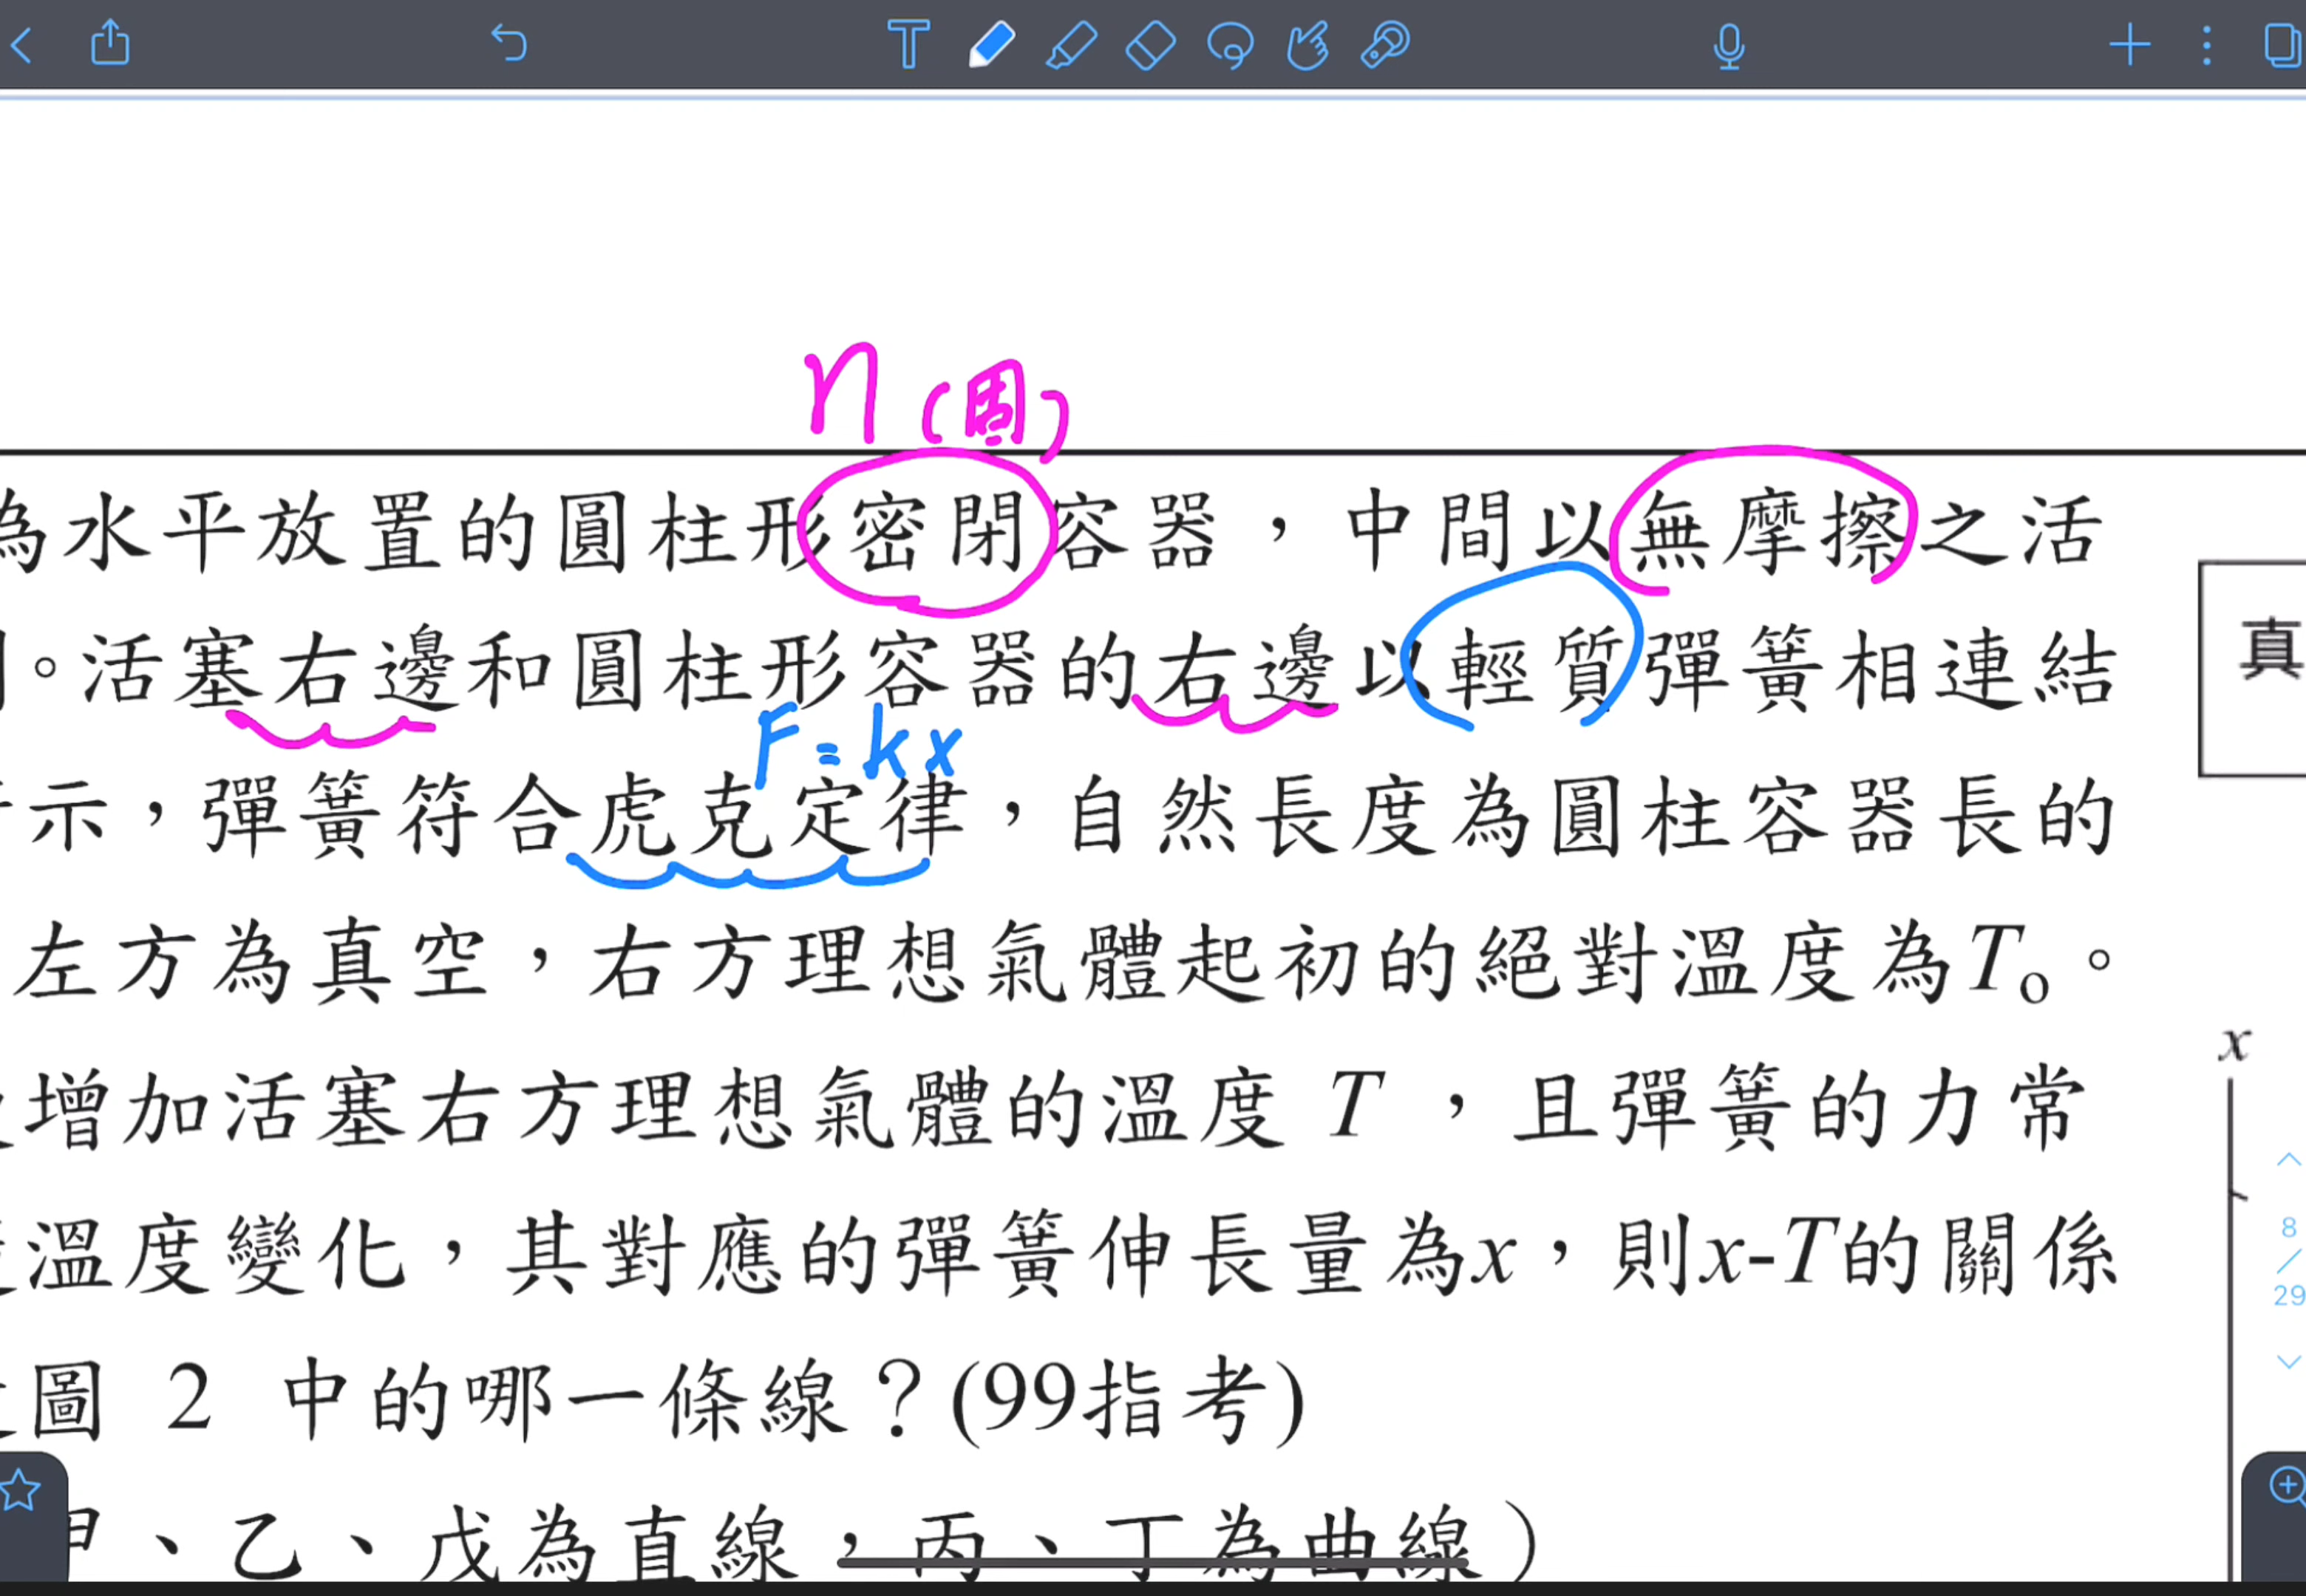 n(固)
為水平放置的圓柱形密閉容器，中間以無摩擦之活
。活塞右邊和圓柱形容器的右邊以輕質彈簧相連結
真
F=kx
示，彈簧符合虎克定律，自然長度為圓柱容器長的
左方為真空，右方理想氣體起初的絕對溫度為T₀。
x
增加活塞右方理想氣體的溫度 T ，且彈簧的力常
溫度變化，其對應的彈簧伸長量為x，則x-T的關係
8
/
29
圖 2 中的哪一條線？(99指考)
甲、乙、戊為直線，丙、丁為曲線)